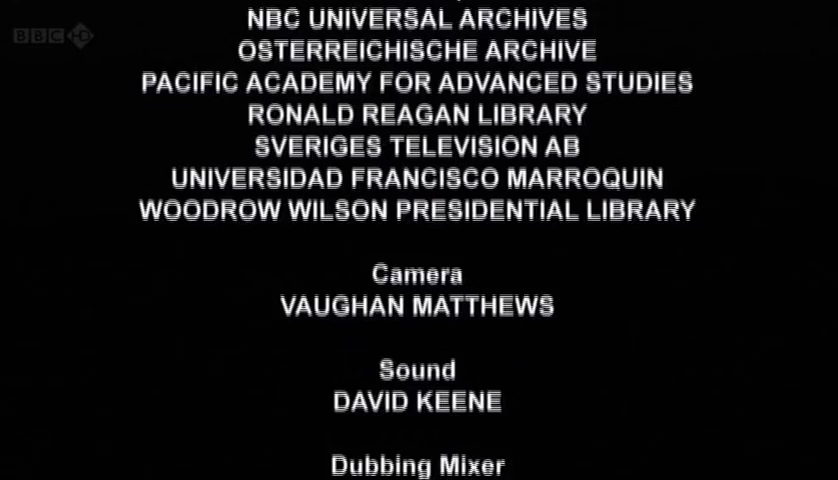 BBC HD
NBC UNIVERSAL ARCHIVES
OSTERREICHISCHE ARCHIVE
PACIFIC ACADEMY FOR ADVANCED STUDIES
RONALD REAGAN LIBRARY
SVERIGES TELEVISION AB
UNIVERSIDAD FRANCISCO MARROQUIN
WOODROW WILSON PRESIDENTIAL LIBRARY
Camera
VAUGHAN MATTHEWS
Sound
DAVID KEENE
Dubbing Mixer